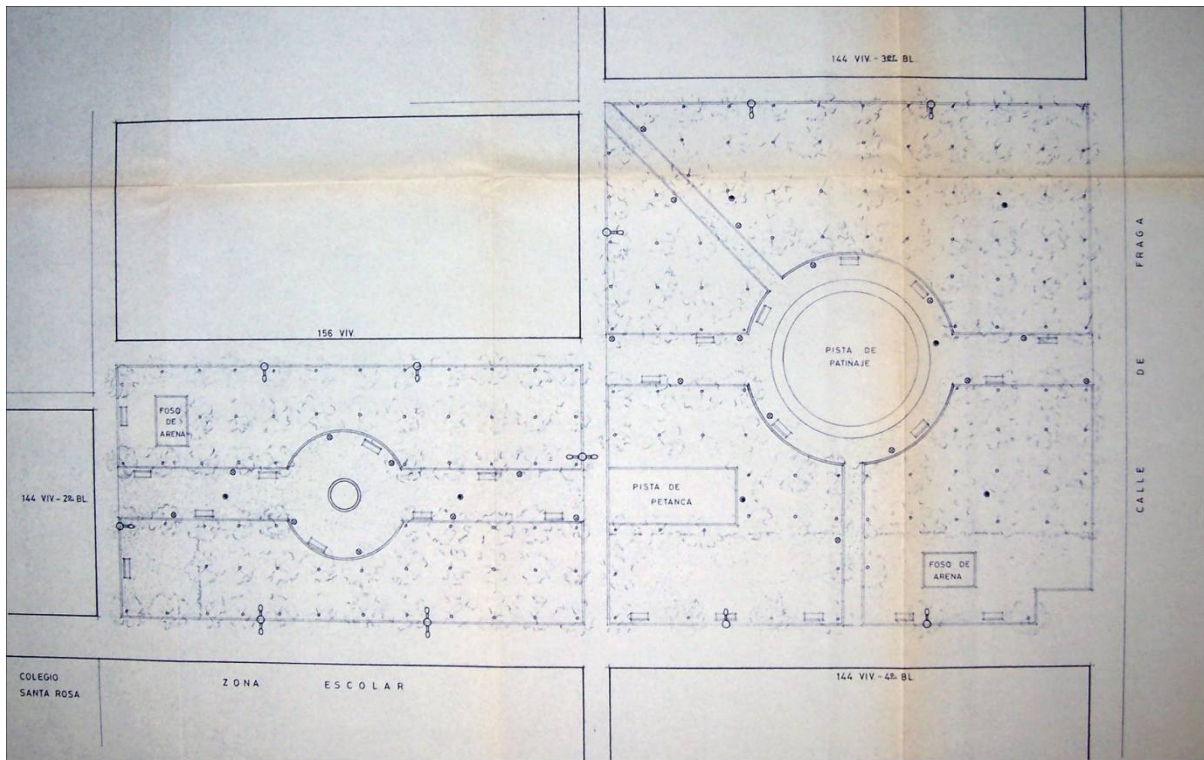 144 VIV.- 3er BL.
156 VIV
FOSO
DE
ARENA
144 VIV.- 2º BL.
PISTA DE
PATINAJE
PISTA DE
PETANCA
FOSO DE
ARENA
CALLE DE FRAGA
COLEGIO
SANTA ROSA
ZONA ESCOLAR
144 VIV.- 4º BL.